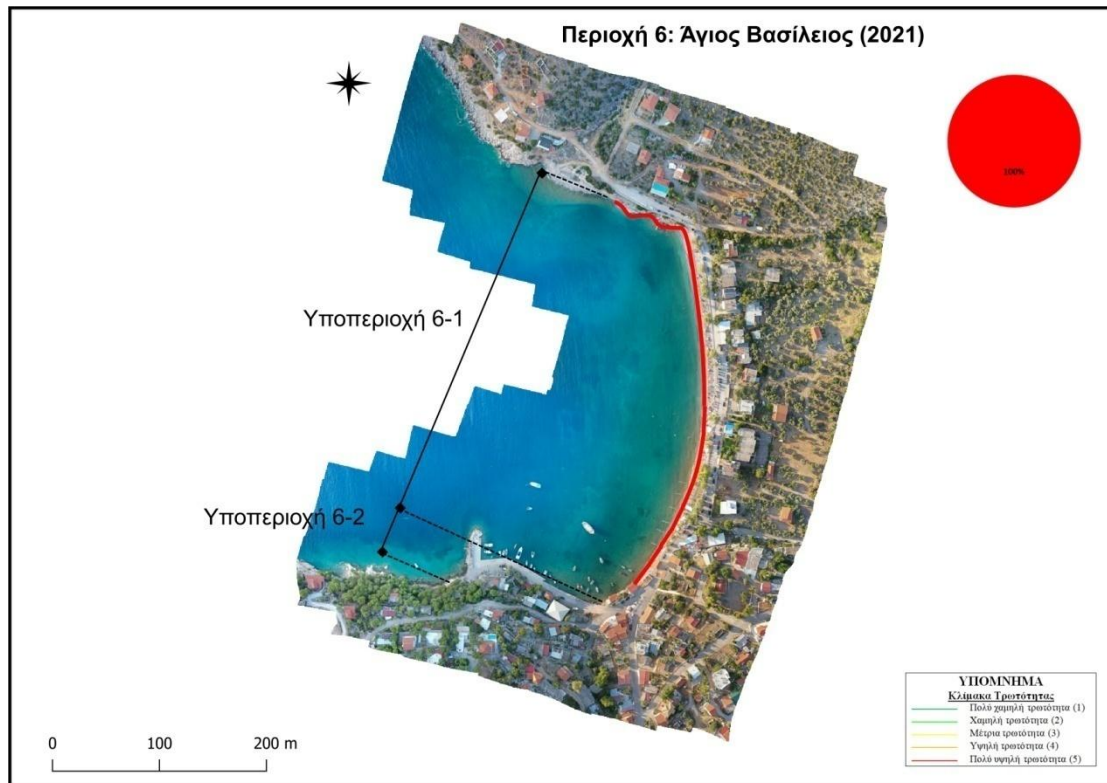 Περιοχή 6: Άγιος Βασίλειος (2021)
100%
Υποπεριοχή 6-1
Υποπεριοχή 6-2
ΥΠΟΜΝΗΜΑ
Κλίμακα Τρωτότητας
Πολύ χαμηλή τρωτότητα (1)
Χαμηλή τρωτότητα (2)
Μέτρια τρωτότητα (3)
Υψηλή τρωτότητα (4)
Πολύ υψηλή τρωτότητα (5)
0 100 200 m